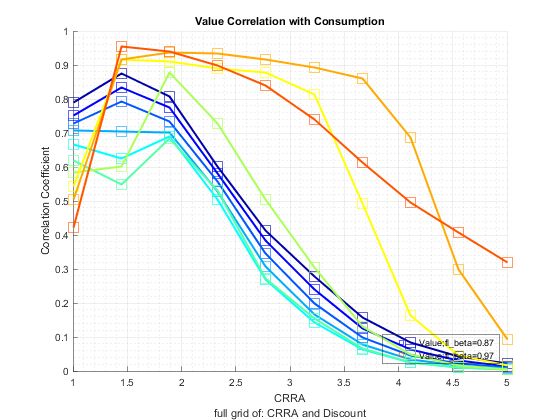 Value Correlation with Consumption
1
0.9
0.8
0.7
0.6
0.5
0.4
0.3
0.2
0.1
0
Correlation Coefficient
Value;fl_beta=0.87
Value;fl_beta=0.97
1 1.5 2 2.5 3 3.5 4 4.5 5
CRRA
full grid of: CRRA and Discount